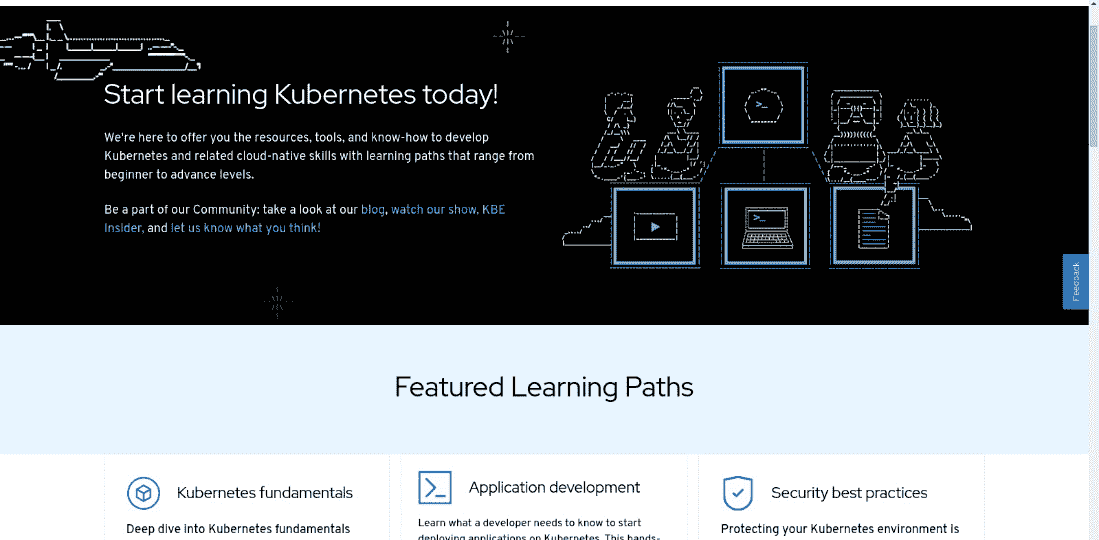 Start learning Kubernetes today!
We're here to offer you the resources, tools, and know-how to develop
Kubernetes and related cloud-native skills with learning paths that range from
beginner to advance levels.
Be a part of our Community: take a look at our blog, watch our show, KBE
Insider, and let us know what you think!
Feedback
Featured Learning Paths
Kubernetes fundamentals
Deep dive into Kubernetes fundamentals
Application development
Learn what a developer needs to know to start
deploying applications on Kubernetes. This hands-
Security best practices
Protecting your Kubernetes environment is